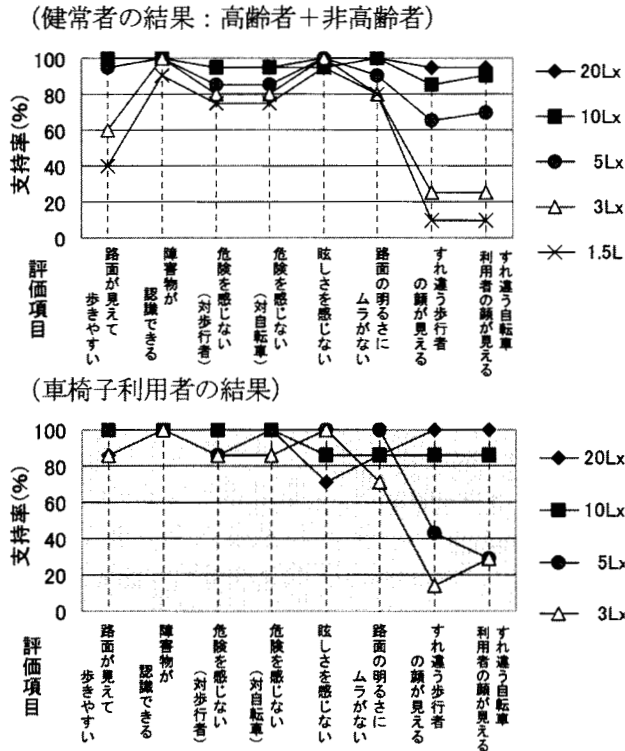 (健常者の結果：高齢者＋非高齢者)
支持率(%)
100
80
60
40
20
0
20Lx
10Lx
5Lx
3Lx
1.5L
評価項目
路面が見えて
歩きやすい
障害物が
認識できる
危険を感じない
(対歩行者)
危険を感じない
(対自転車)
眩しさを感じない
路面の明るさに
ムラがない
すれ違う歩行者
の顔が見える
すれ違う自転車
利用者の顔が見える
(車椅子利用者の結果)
支持率(%)
100
80
60
40
20
0
20Lx
10Lx
5Lx
3Lx
評価項目
路面が見えて
歩きやすい
障害物が
認識できる
危険を感じない
(対歩行者)
危険を感じない
(対自転車)
眩しさを感じない
路面の明るさに
ムラがない
すれ違う歩行者
の顔が見える
すれ違う自転車
利用者の顔が見える